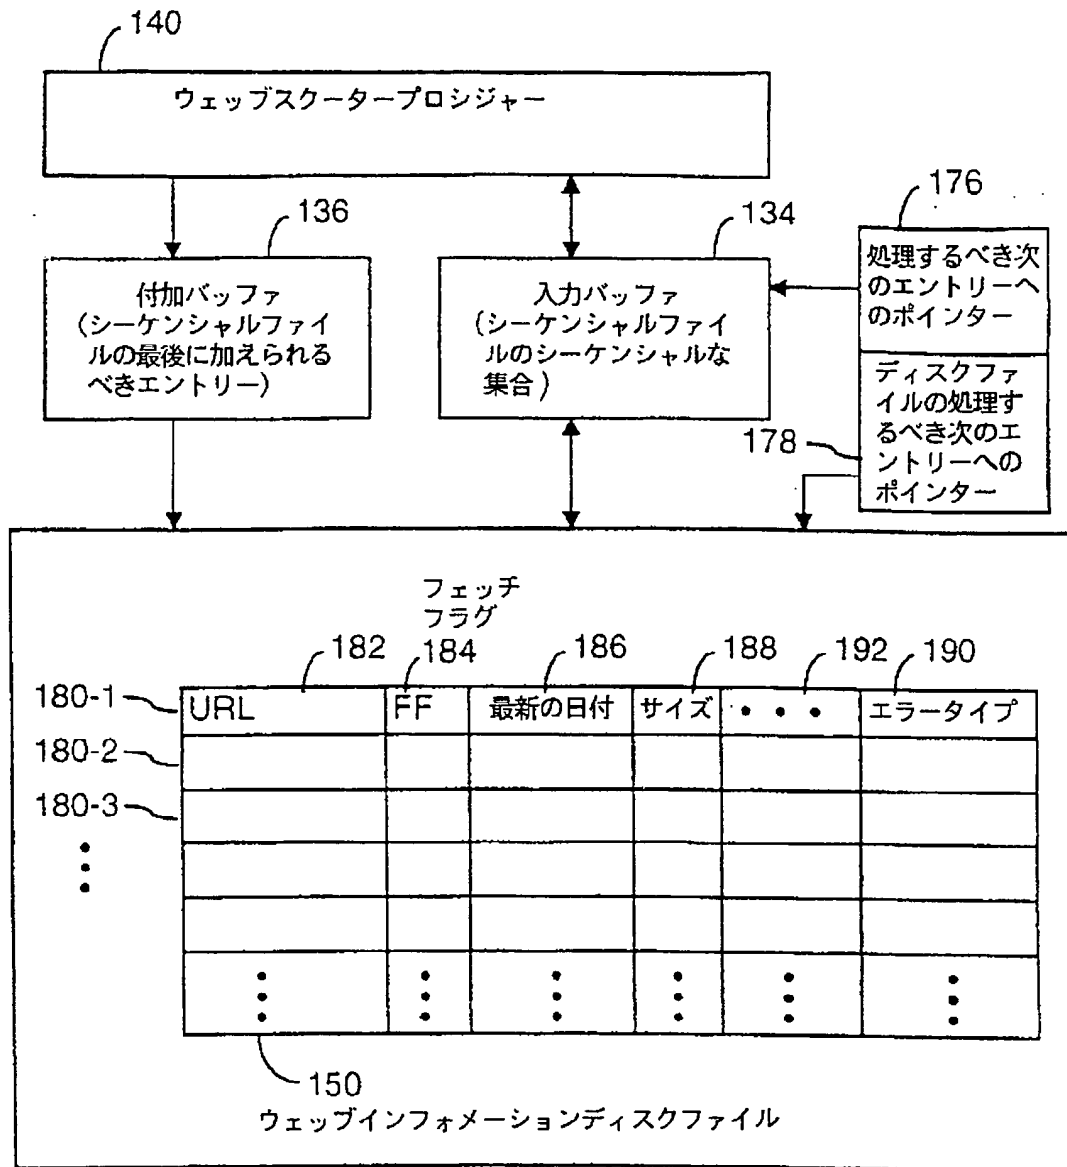 140
ウェッブスクータープロシジャー
136
134
176
付加バッファ
(シーケンシャルファイ
ルの最後に加えられる
べきエントリー)
入力バッファ
(シーケンシャルファイ
ルのシーケンシャルな
集合)
処理するべき次
のエントリーへ
のポインター
ディスクファ
イルの処理す
るべき次のエ
ントリーへの
ポインター
178
フェッチ
フラグ
182
184
186
188
192
190
180-1
URL
FF
最新の日付
サイズ
• • •
エラータイプ
180-2
180-3
150
ウェッブインフォメーションディスクファイル